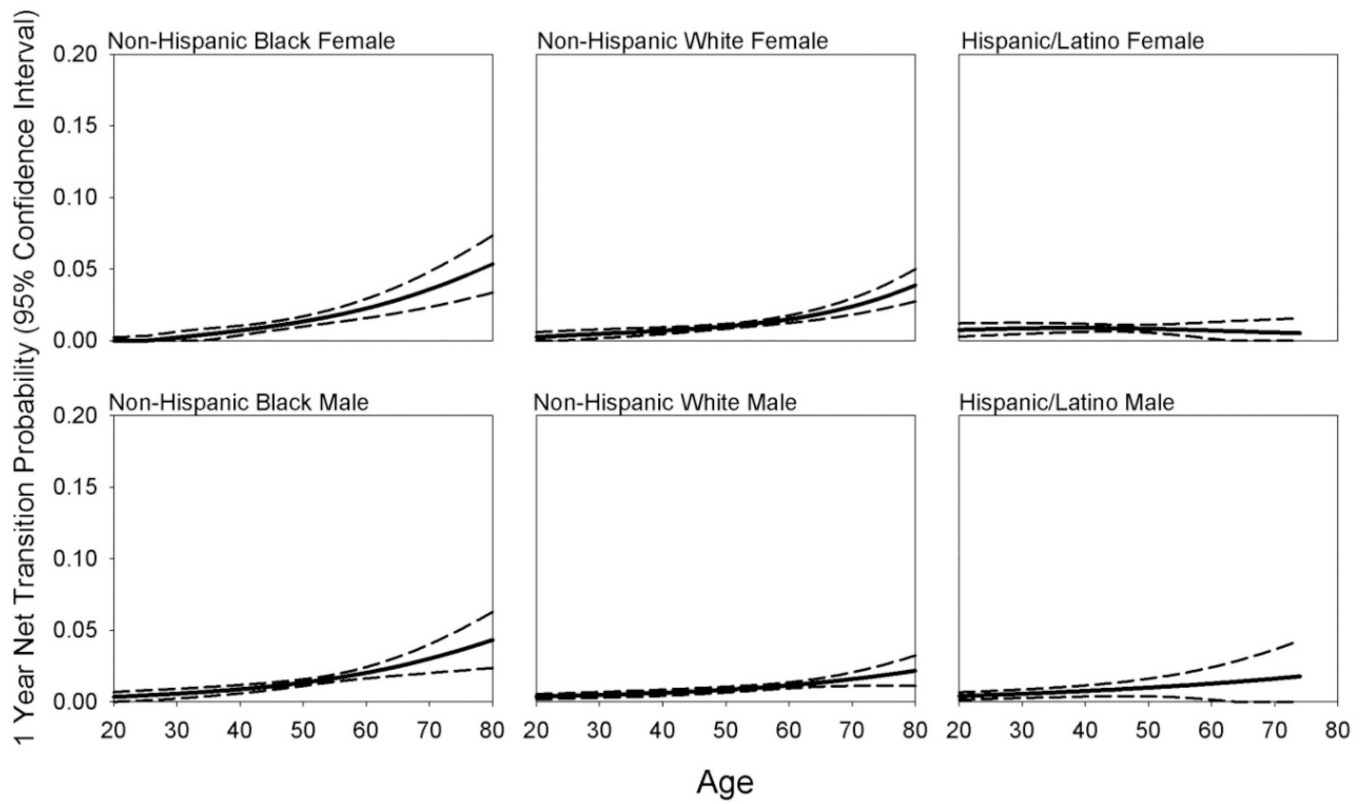 1 Year Net Transition Probability (95% Confidence Interval)
Non-Hispanic Black Female
Non-Hispanic White Female
Hispanic/Latino Female
0.20
0.15
0.10
0.05
0.00
Non-Hispanic Black Male
Non-Hispanic White Male
Hispanic/Latino Male
0.20
0.15
0.10
0.05
0.00
20 30 40 50 60 70 80
20 30 40 50 60 70 80
20 30 40 50 60 70 80
Age